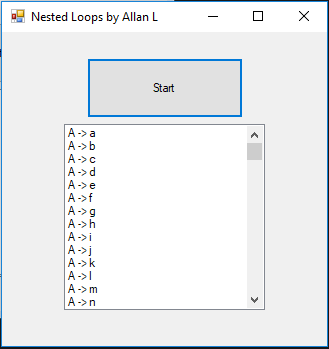 Nested Loops by Allan L
Start
A -> a
A -> b
A -> c
A -> d
A -> e
A -> f
A -> g
A -> h
A -> i
A -> j
A -> k
A -> l
A -> m
A -> n